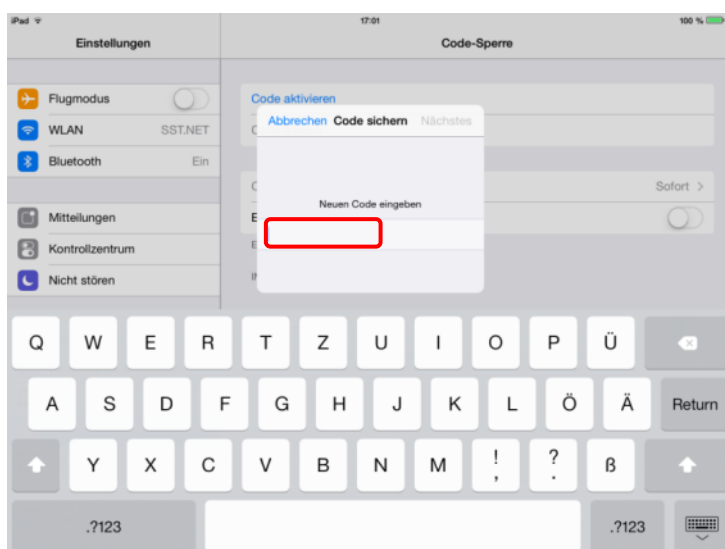 iPad 17:01 100 %
Einstellungen Code-Sperre
Flugmodus
Code aktivieren
Abbrechen Code sichern Nächstes
WLAN SST.NET
C
Bluetooth Ein
C
Sofort >
Neuen Code eingeben
Mitteilungen
E
Kontrollzentrum
E
Nicht stören
Q W E R T Z U I O P Ü
A S D F G H J K L Ö Ä Return
Y X C V B N M ! , ? . ß
.?123 .?123